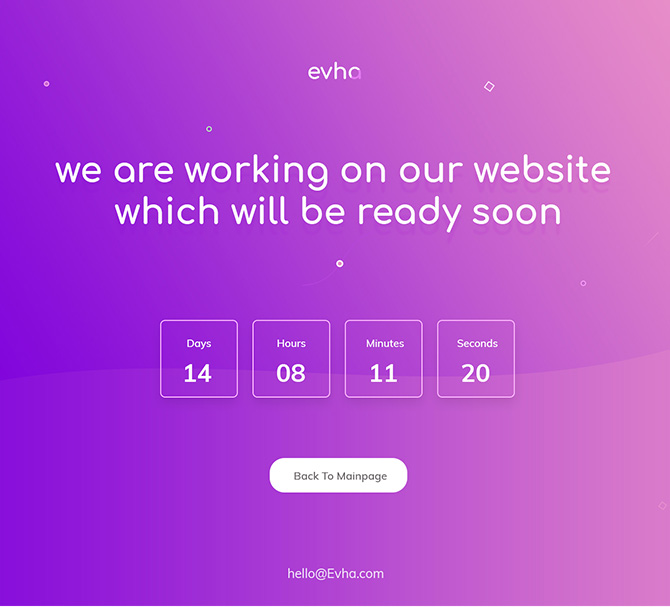 evha
we are working on our website
which will be ready soon
Days Hours Minutes Seconds
14 08 11 20
Back To Mainpage
hello@Evha.com